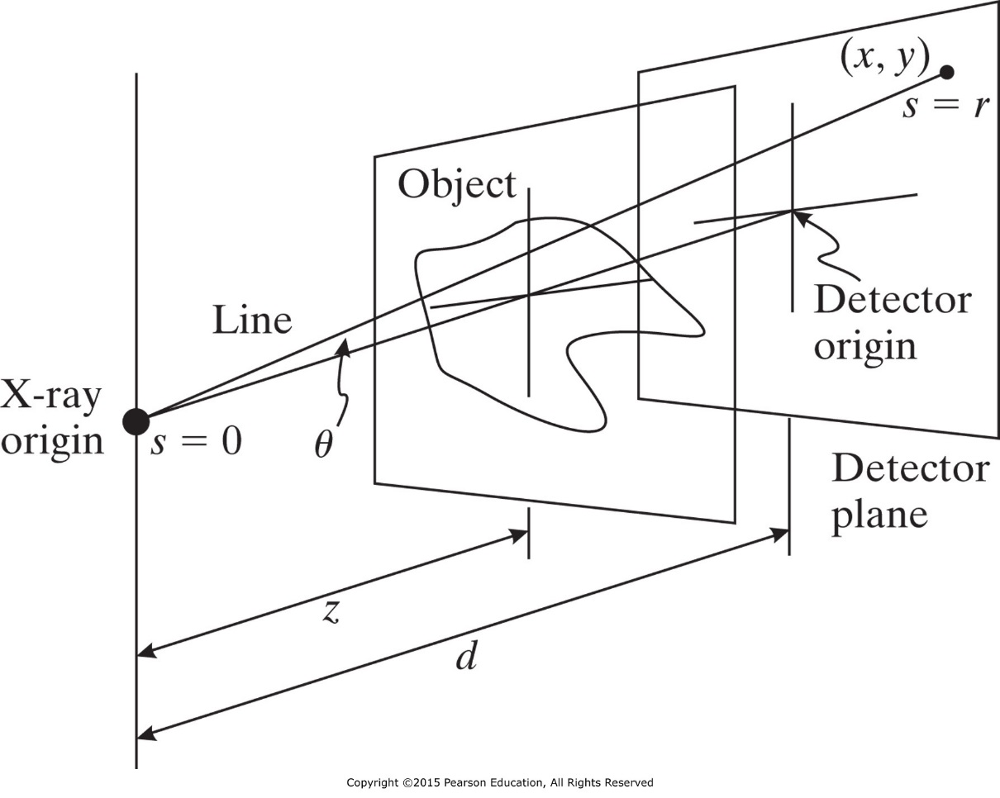 (x, y)
s = r
Object
Line
Detector
origin
X-ray
origin
s = 0
θ
Detector
plane
z
d
Copyright ©2015 Pearson Education, All Rights Reserved